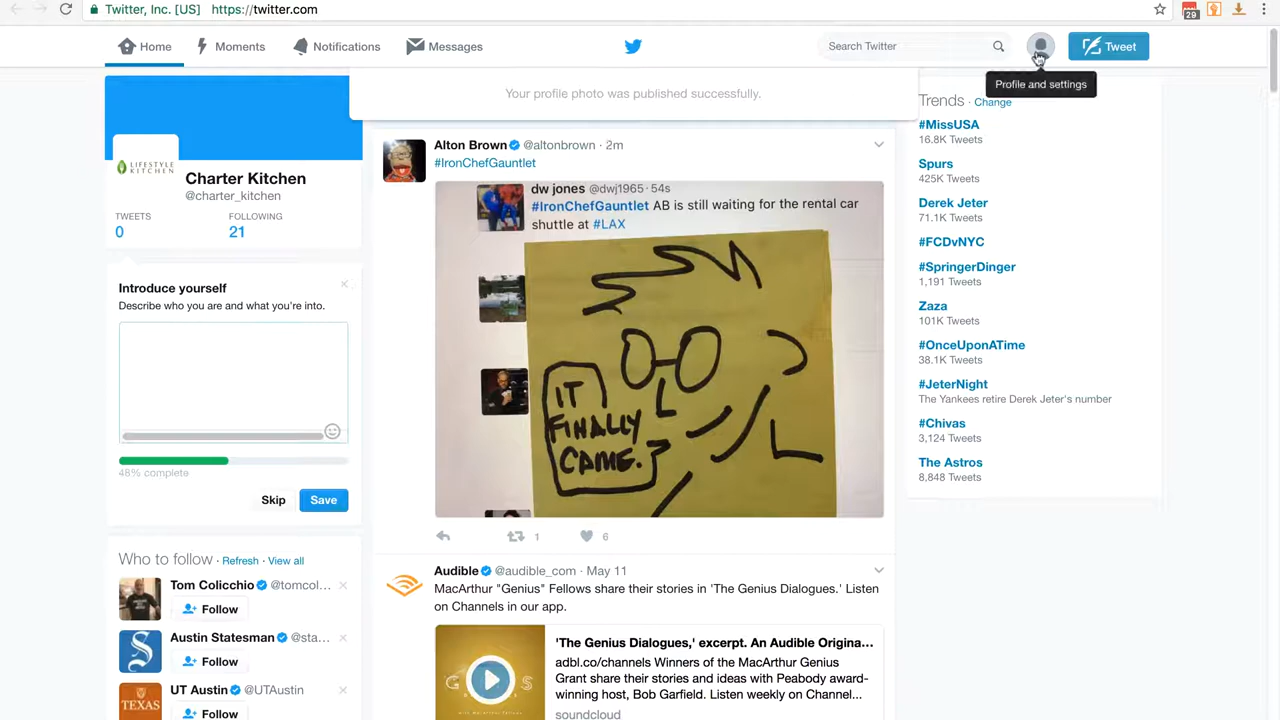 Twitter, Inc. [US] https://twitter.com
29
Home Moments Notifications Messages Search Twitter Tweet
Profile and settings
Your profile photo was published successfully.
LIFESTYLE
KITCHEN
Charter Kitchen
@charter_kitchen
TWEETS FOLLOWING
0 21
Introduce yourself
Describe who you are and what you're into.
48% complete
Skip Save
Who to follow · Refresh · View all
Tom Colicchio @tomcol...
Follow
Austin Statesman @sta...
Follow
UT Austin @UTAustin
TEXAS
Follow
Alton Brown @altonbrown · 2m
#IronChefGauntlet
dw jones @dwj1965 · 54s
#IronChefGauntlet AB is still waiting for the rental car
shuttle at #LAX
IT
FINALLY
CAME.
1 6
Audible @audible_com · May 11
MacArthur "Genius" Fellows share their stories in 'The Genius Dialogues.' Listen
on Channels in our app.
'The Genius Dialogues,' excerpt. An Audible Origina...
adbl.co/channels Winners of the MacArthur Genius
Grant share their stories and ideas with Peabody award-
winning host, Bob Garfield. Listen weekly on Channel...
soundcloud
Trends · Change
#MissUSA
16.8K Tweets
Spurs
425K Tweets
Derek Jeter
71.1K Tweets
#FCDvNYC
#SpringerDinger
1,191 Tweets
Zaza
101K Tweets
#OnceUponATime
38.1K Tweets
#JeterNight
The Yankees retire Derek Jeter's number
#Chivas
3,124 Tweets
The Astros
8,848 Tweets